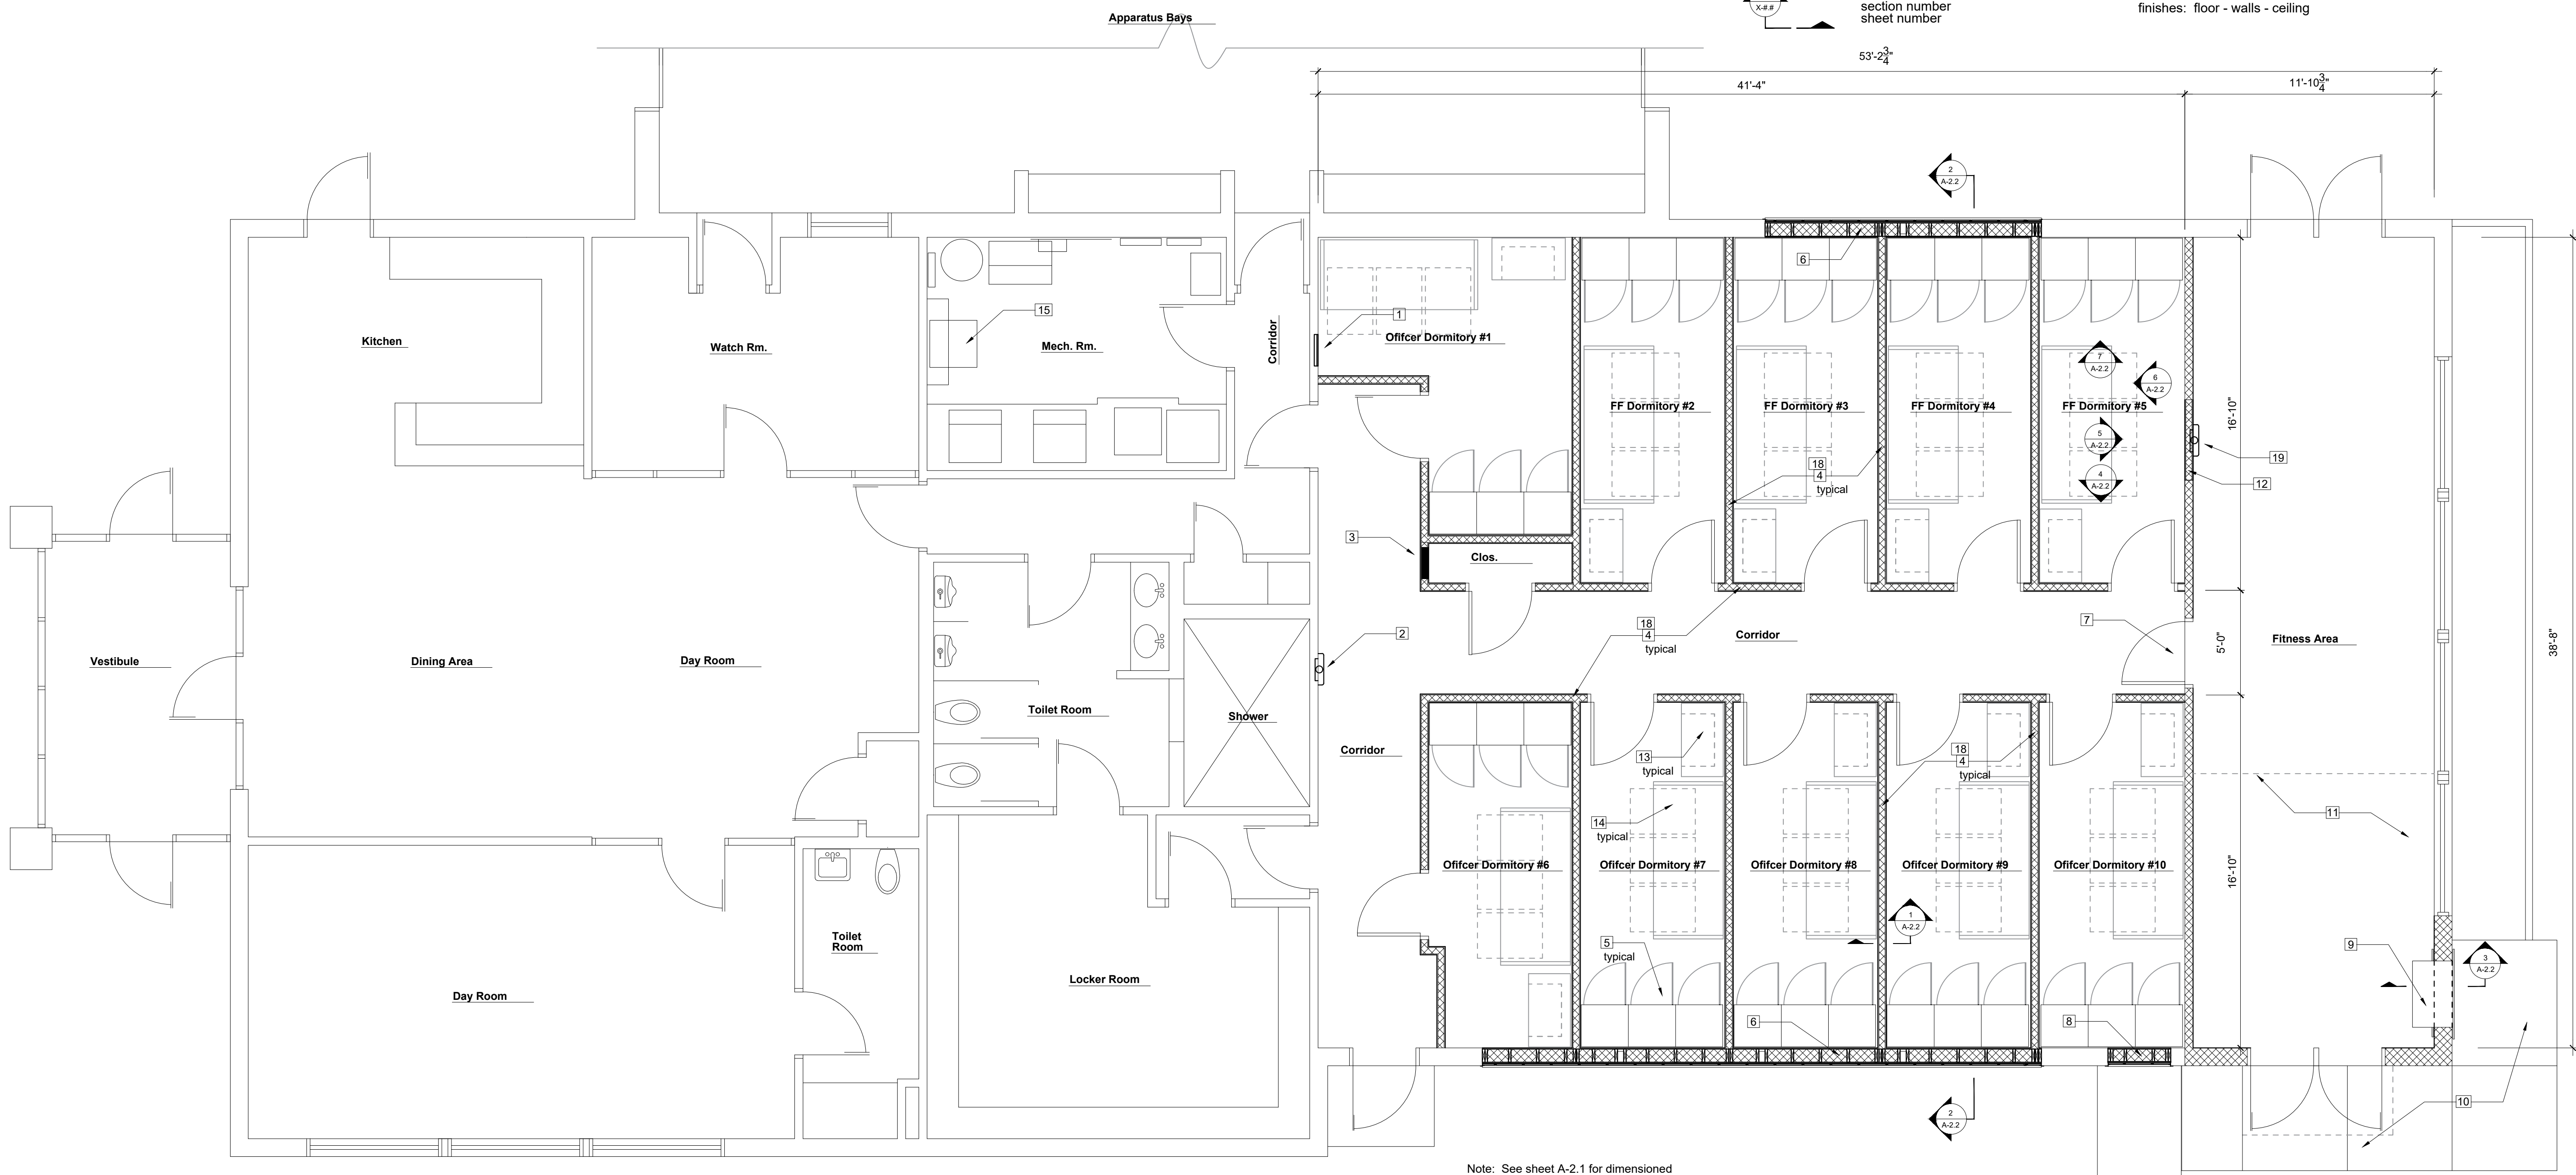 Apparatus Bays
X-#.#
section number
sheet number
finishes: floor - walls - ceiling
53'-2 3/4"
41'-4"
11'-10 3/4"
2
A-2.2
6
15
1
Kitchen
Watch Rm.
Mech. Rm.
Corridor
Ofifcer Dormitory #1
7
A-2.2
6
A-2.2
FF Dormitory #2
FF Dormitory #3
FF Dormitory #4
FF Dormitory #5
16'-10"
5
A-2.2
19
18
4
typical
4
A-2.2
12
3
Clos.
18
4
typical
2
Corridor
7
5'-0"
Fitness Area
38'-8"
Vestibule
Dining Area
Day Room
Toilet Room
Shower
Corridor
13
typical
18
4
typical
14
typical
11
Ofifcer Dormitory #6
Ofifcer Dormitory #7
Ofifcer Dormitory #8
Ofifcer Dormitory #9
Ofifcer Dormitory #10
16'-10"
1
A-2.2
Toilet
Room
5
typical
9
3
A-2.2
Locker Room
Day Room
6
8
10
2
A-2.2
Note: See sheet A-2.1 for dimensioned